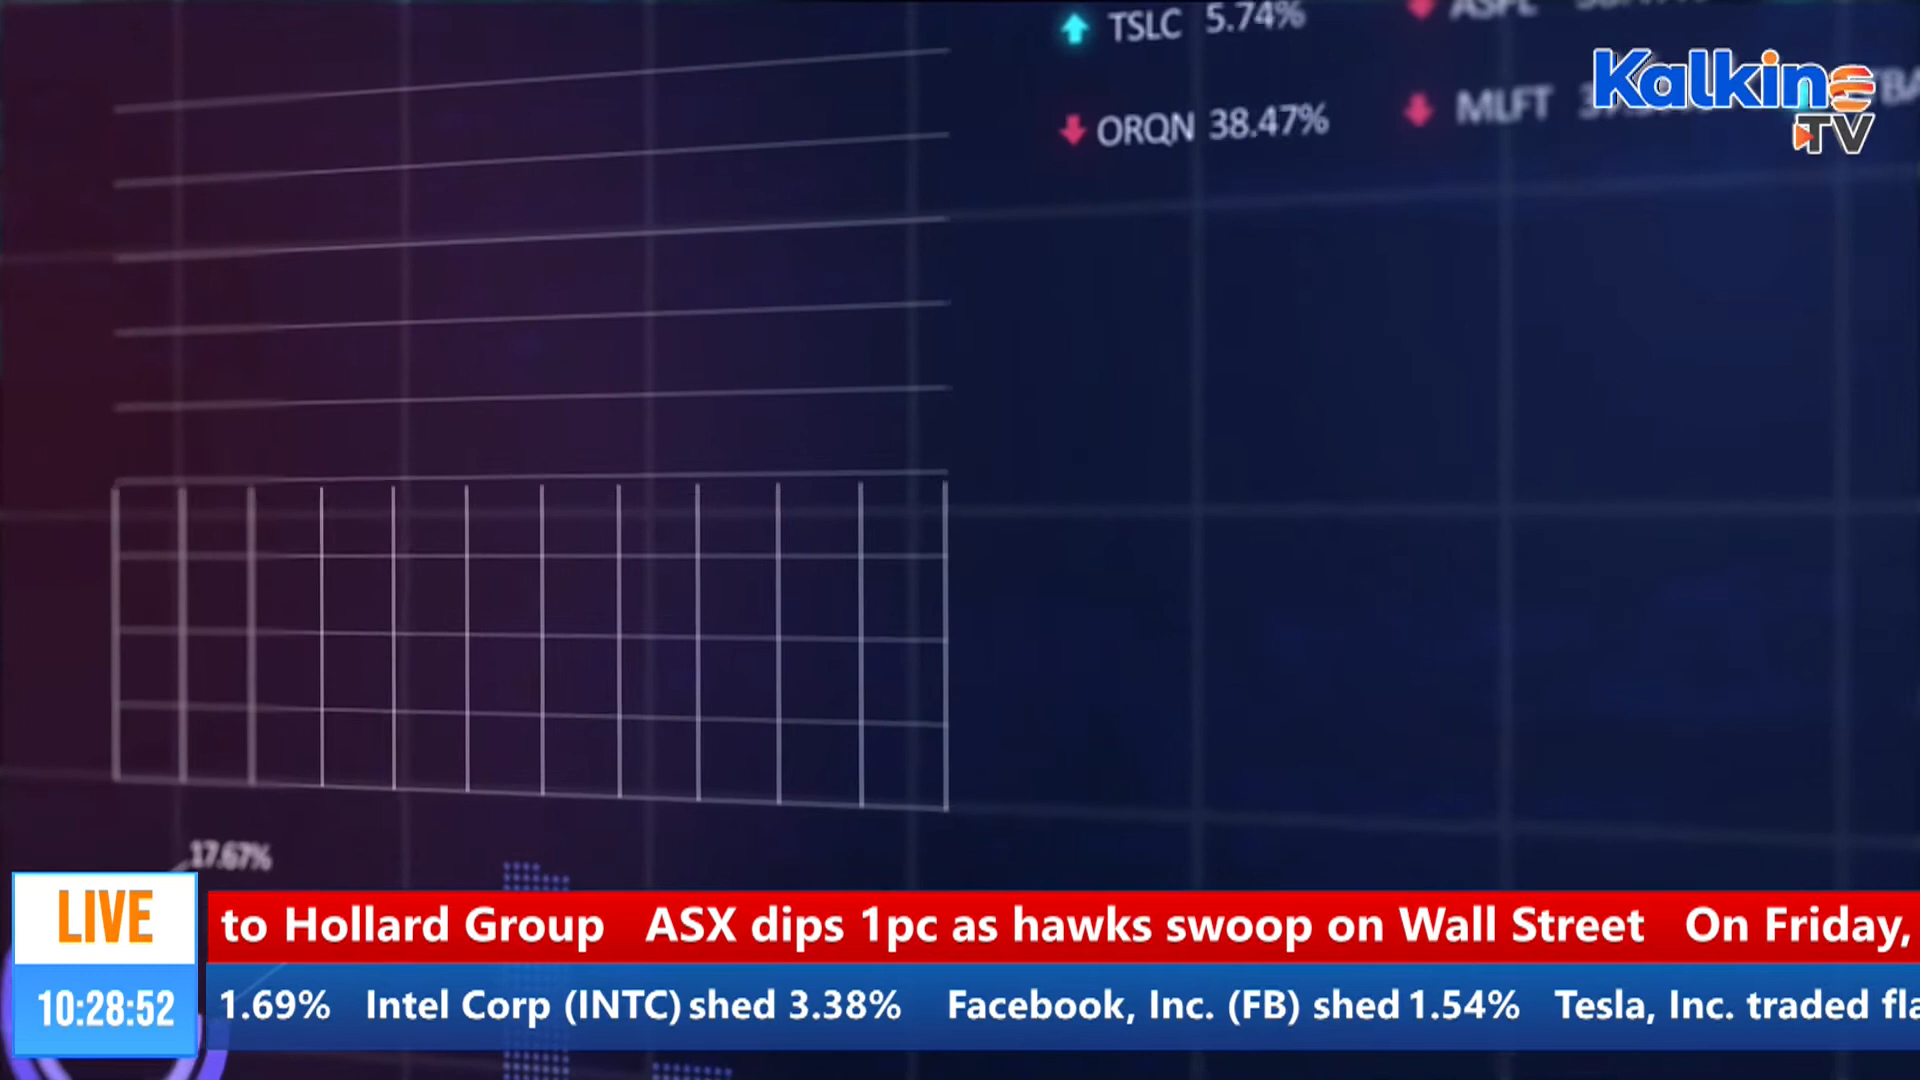 TSLC 5.74%
ORQN 38.47%
MLFT
Kalkine
TV
17.67%
LIVE
to Hollard Group ASX dips 1pc as hawks swoop on Wall Street On Friday,
10:28:52
1.69% Intel Corp (INTC) shed 3.38% Facebook, Inc. (FB) shed 1.54% Tesla, Inc. traded fla